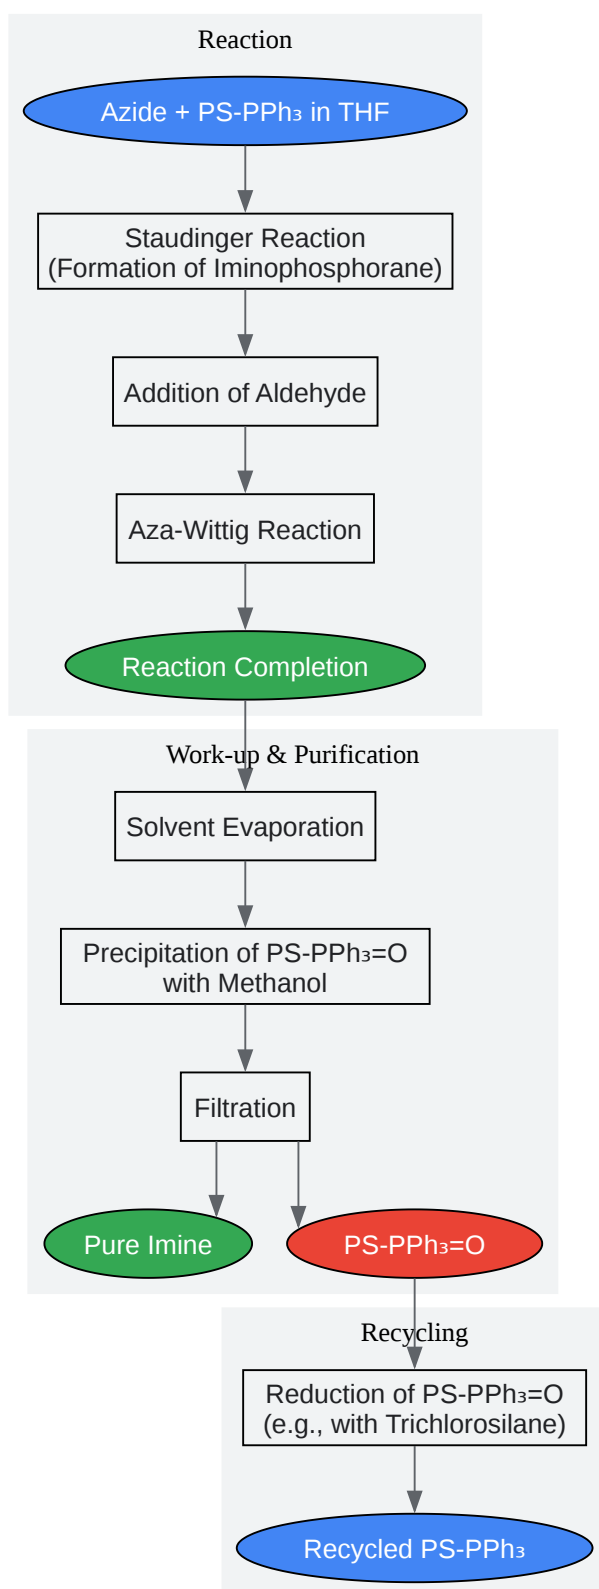 Reaction
Azide + PS-PPh₃ in THF
Staudinger Reaction
(Formation of Iminophosphorane)
Addition of Aldehyde
Aza-Wittig Reaction
Reaction Completion
Work-up & Purification
Solvent Evaporation
Precipitation of PS-PPh₃=O
with Methanol
Filtration
Pure Imine
PS-PPh₃=O
Recycling
Reduction of PS-PPh₃=O
(e.g., with Trichlorosilane)
Recycled PS-PPh₃